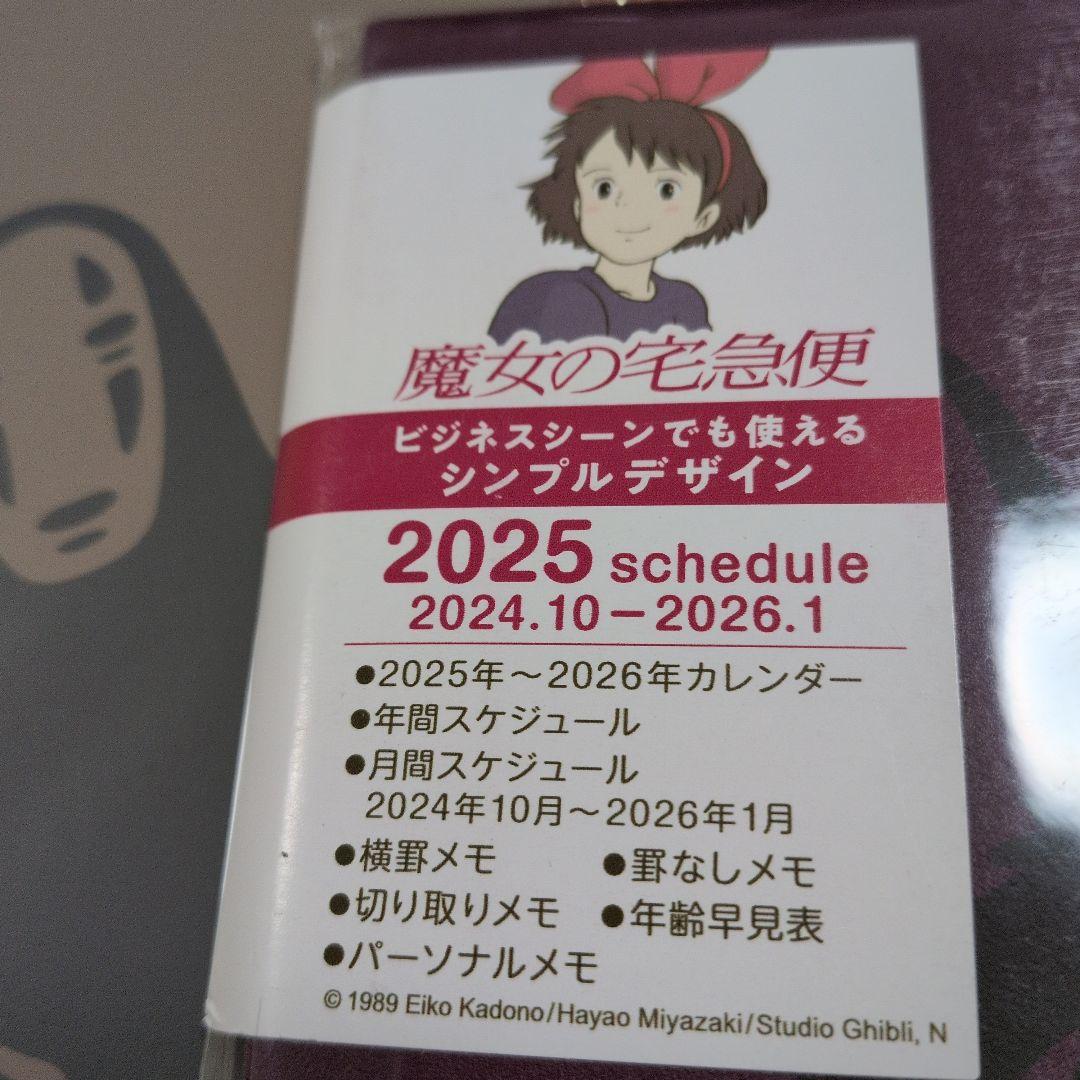 魔女の宅急便
ビジネスシーンでも使える
シンプルデザイン
2025 schedule
2024.10−2026.1
●2025年～2026年カレンダー
●年間スケジュール
●月間スケジュール
2024年10月～2026年1月
●横罫メモ ●罫なしメモ
●切り取りメモ ●年齢早見表
●パーソナルメモ
© 1989 Eiko Kadono/Hayao Miyazaki/Studio Ghibli, N